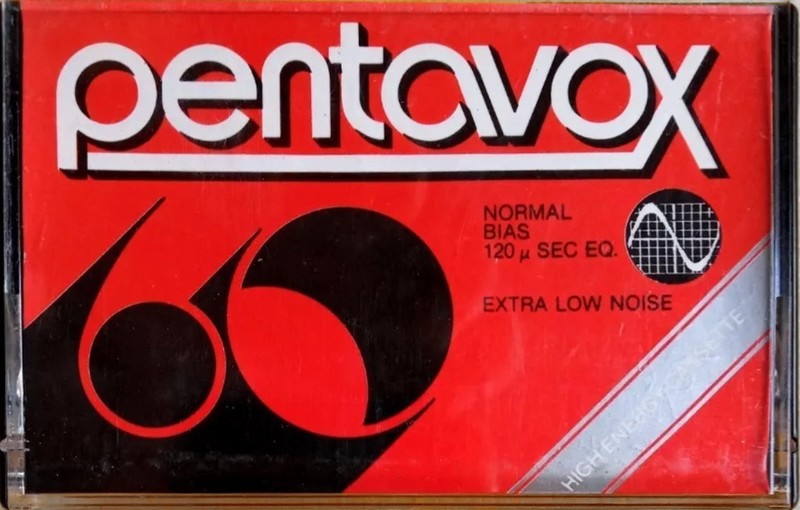 pentavox
60
NORMAL
BIAS
120 μ SEC EQ.
EXTRA LOW NOISE
HIGH ENERGY CASSETTE